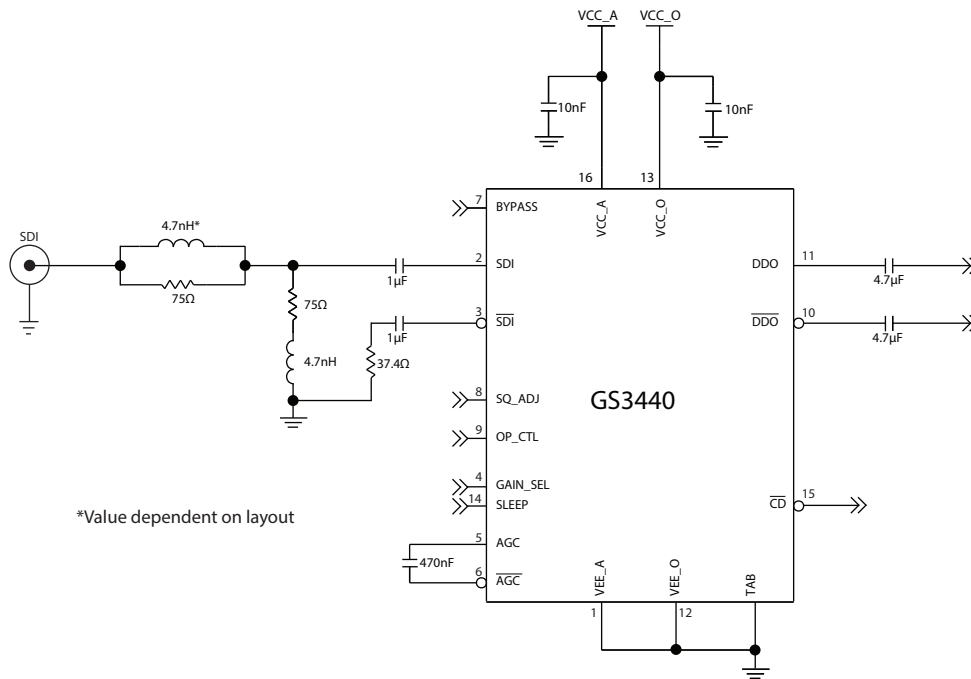 VCC_A VCC_O
10nF 10nF
16 13
7 BYPASS VCC_A VCC_O
4.7nH*
SDI
2 SDI DDO 11
75Ω 1µF 4.7µF
75Ω 3 SDI DDO 10
1µF 4.7µF
4.7nH 37.4Ω
8 SQ_ADJ GS3440
9 OP_CTL
4 GAIN_SEL
14 SLEEP CD 15
*Value dependent on layout
5 AGC
470nF
6 AGC VEE_A VEE_O TAB
1 12